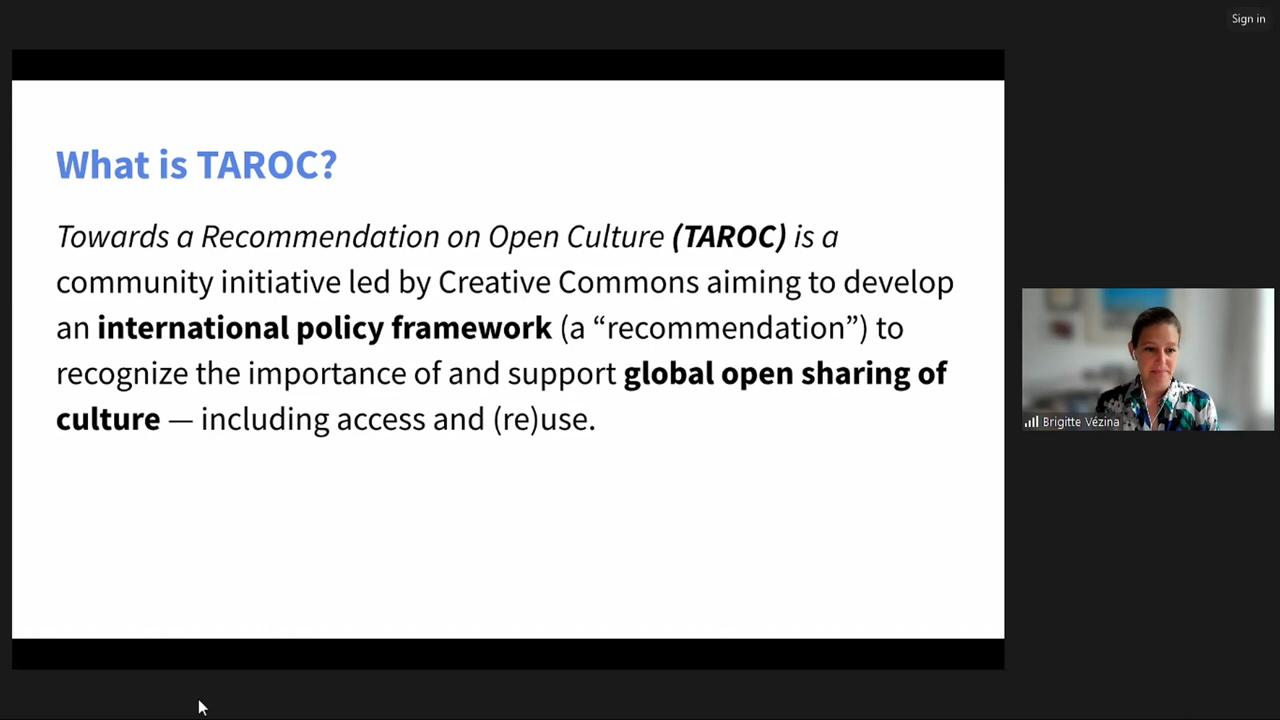 Sign in
What is TAROC?
Towards a Recommendation on Open Culture (TAROC) is a
community initiative led by Creative Commons aiming to develop
an international policy framework (a “recommendation”) to
recognize the importance of and support global open sharing of
culture — including access and (re)use.
Brigitte Vézina